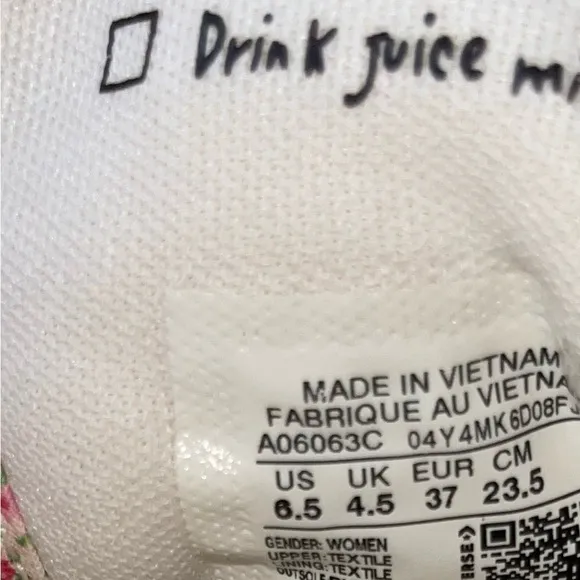 Drink juice
MADE IN VIETNAM
FABRIQUE AU
A06063C 04Y4MK6D08F
US UK EUR CM
6.5 4.5 37 23.5
GENDER: WOMEN
UPPER: TEXTILE
LINING: TEXTILE
OUTSOLE